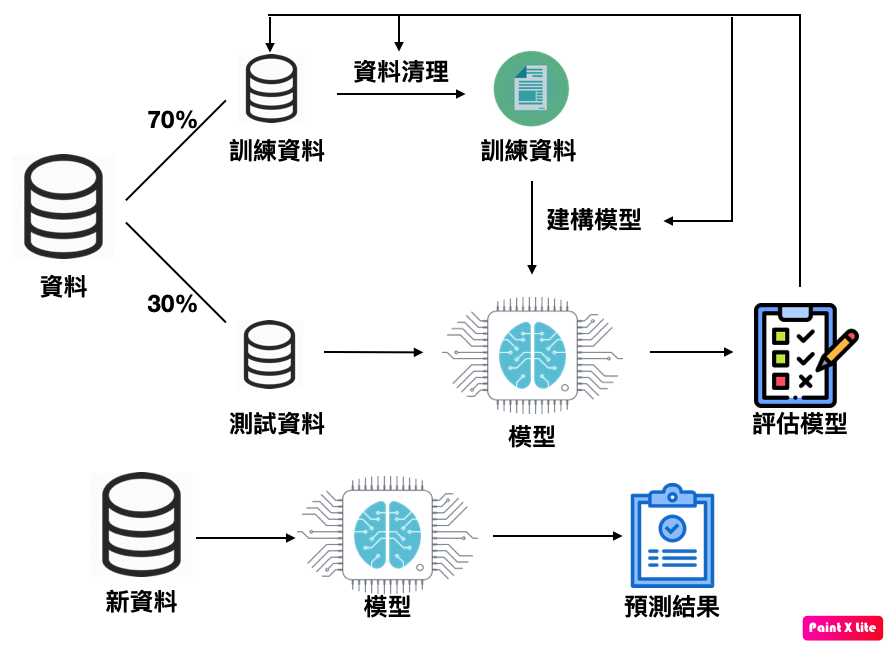 資料清理
70%
訓練資料
訓練資料
建構模型
資料
30%
測試資料
模型
評估模型
新資料
模型
預測結果
Paint X Lite